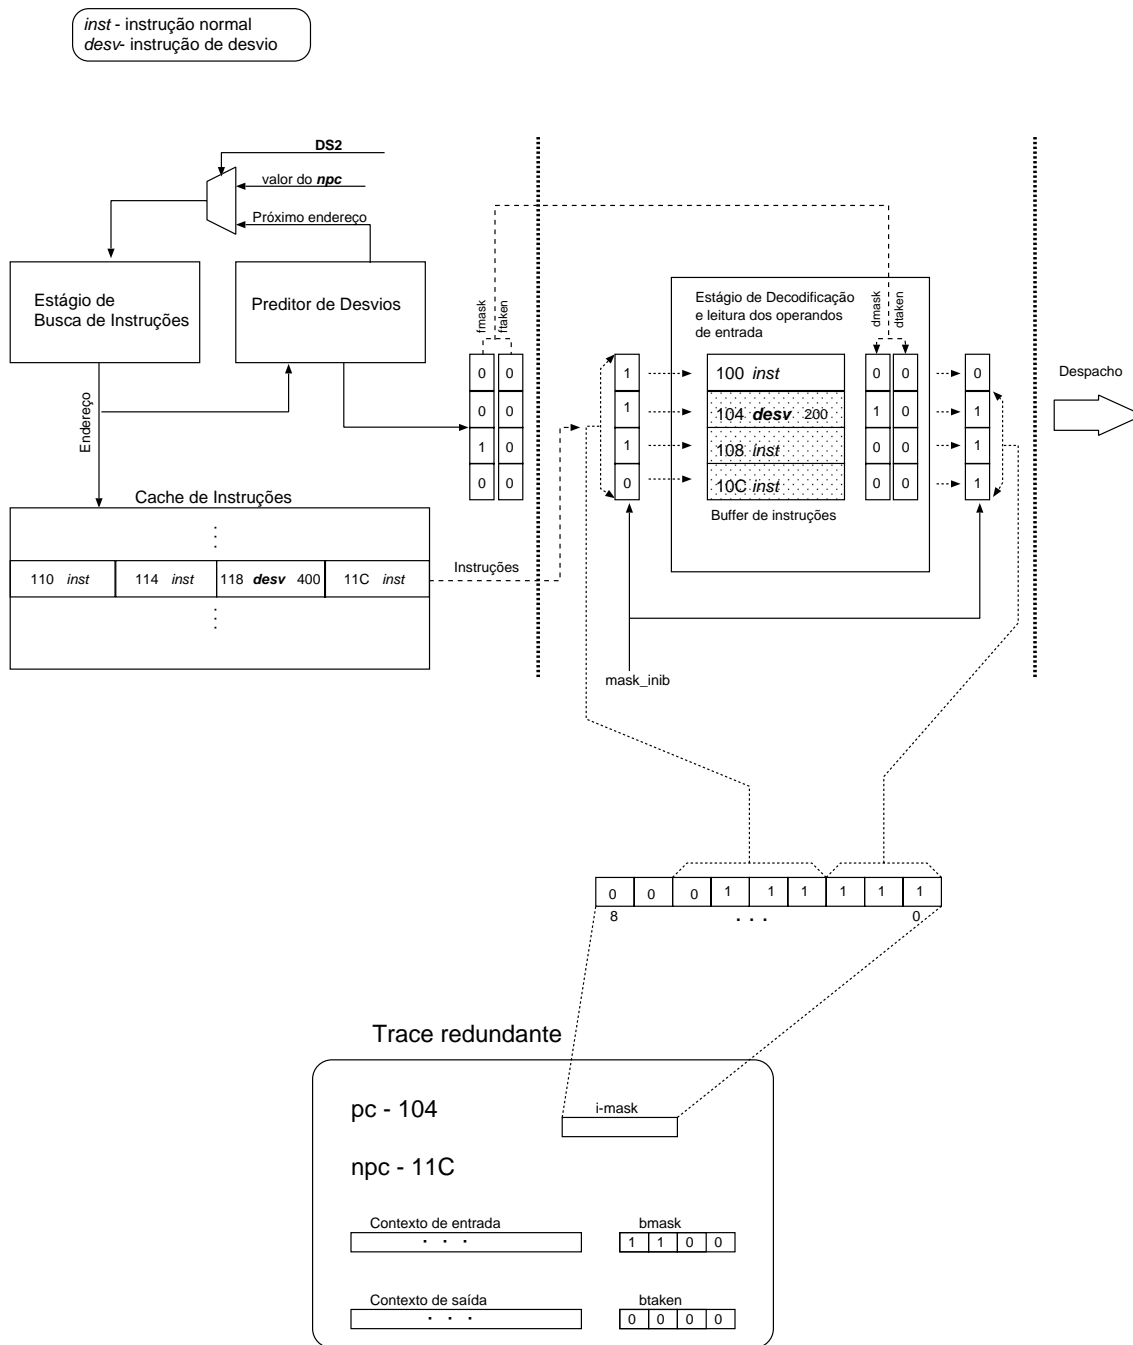 inst - instrução normal
desv- instrução de desvio
DS2
valor do npc
Próximo endereço
Estágio de
Busca de Instruções
Preditor de Desvios
Endereço
fmask
ftaken
0 0
0 0
1 0
0 0
Cache de Instruções
110 inst 114 inst 118 desv 400 11C inst
Instruções
1
1
1
0
Estágio de Decodificação
e leitura dos operandos
de entrada
dmask
dtaken
100 inst
104 desv 200
108 inst
10C inst
Buffer de instruções
0 0
1 0
0 0
0 0
0
1
1
1
Despacho
mask_inib
0 0 0 1 1 1 1 1 1
8 . . . 0
Trace redundante
pc - 104
i-mask
npc - 11C
Contexto de entrada
. . .
bmask
1 1 0 0
Contexto de saída
. . .
btaken
0 0 0 0